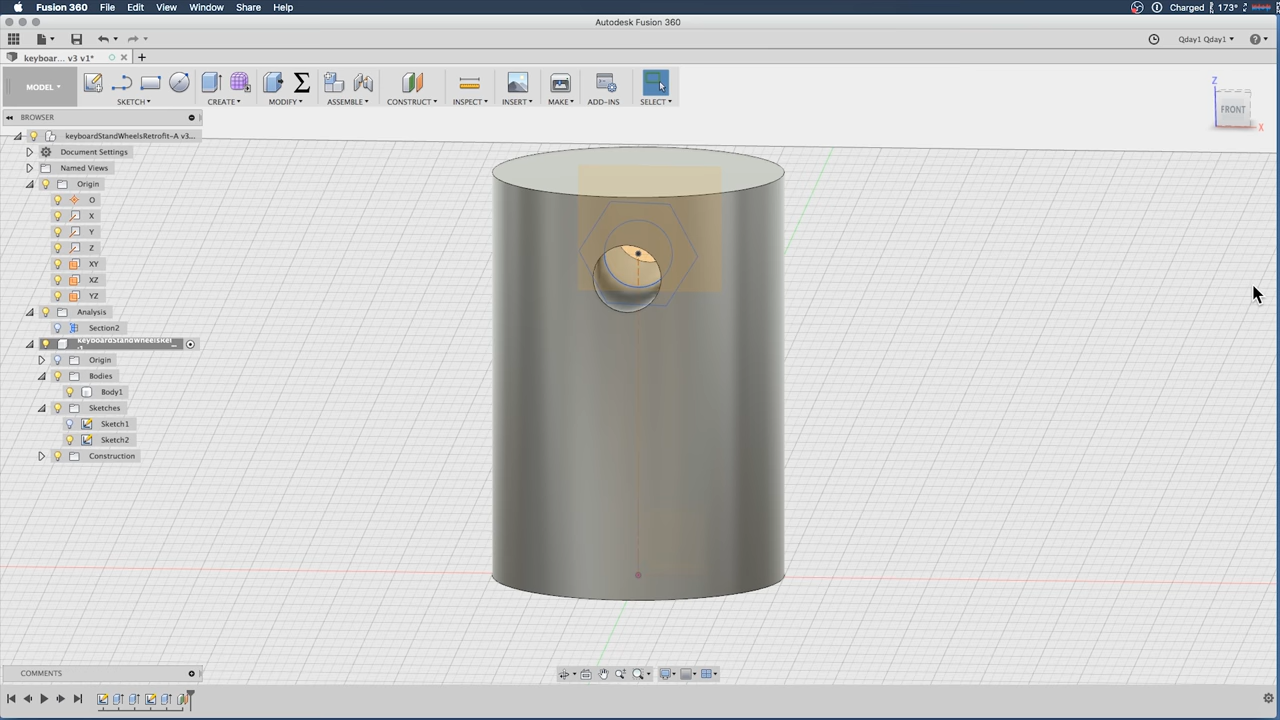 Fusion 360 File Edit View Window Share Help Charged 173°
Autodesk Fusion 360
Qday1 Qday1
keyboar... v3 v1*
MODEL SKETCH CREATE MODIFY ASSEMBLE CONSTRUCT INSPECT INSERT MAKE ADD-INS SELECT
Z
FRONT
X
BROWSER
keyboardStandWheelsRetrofit-A v3...
Document Settings
Named Views
Origin
O
X
Y
Z
XY
XZ
YZ
Analysis
Section2
Origin
Bodies
Body1
Sketches
Sketch1
Sketch2
Construction
COMMENTS